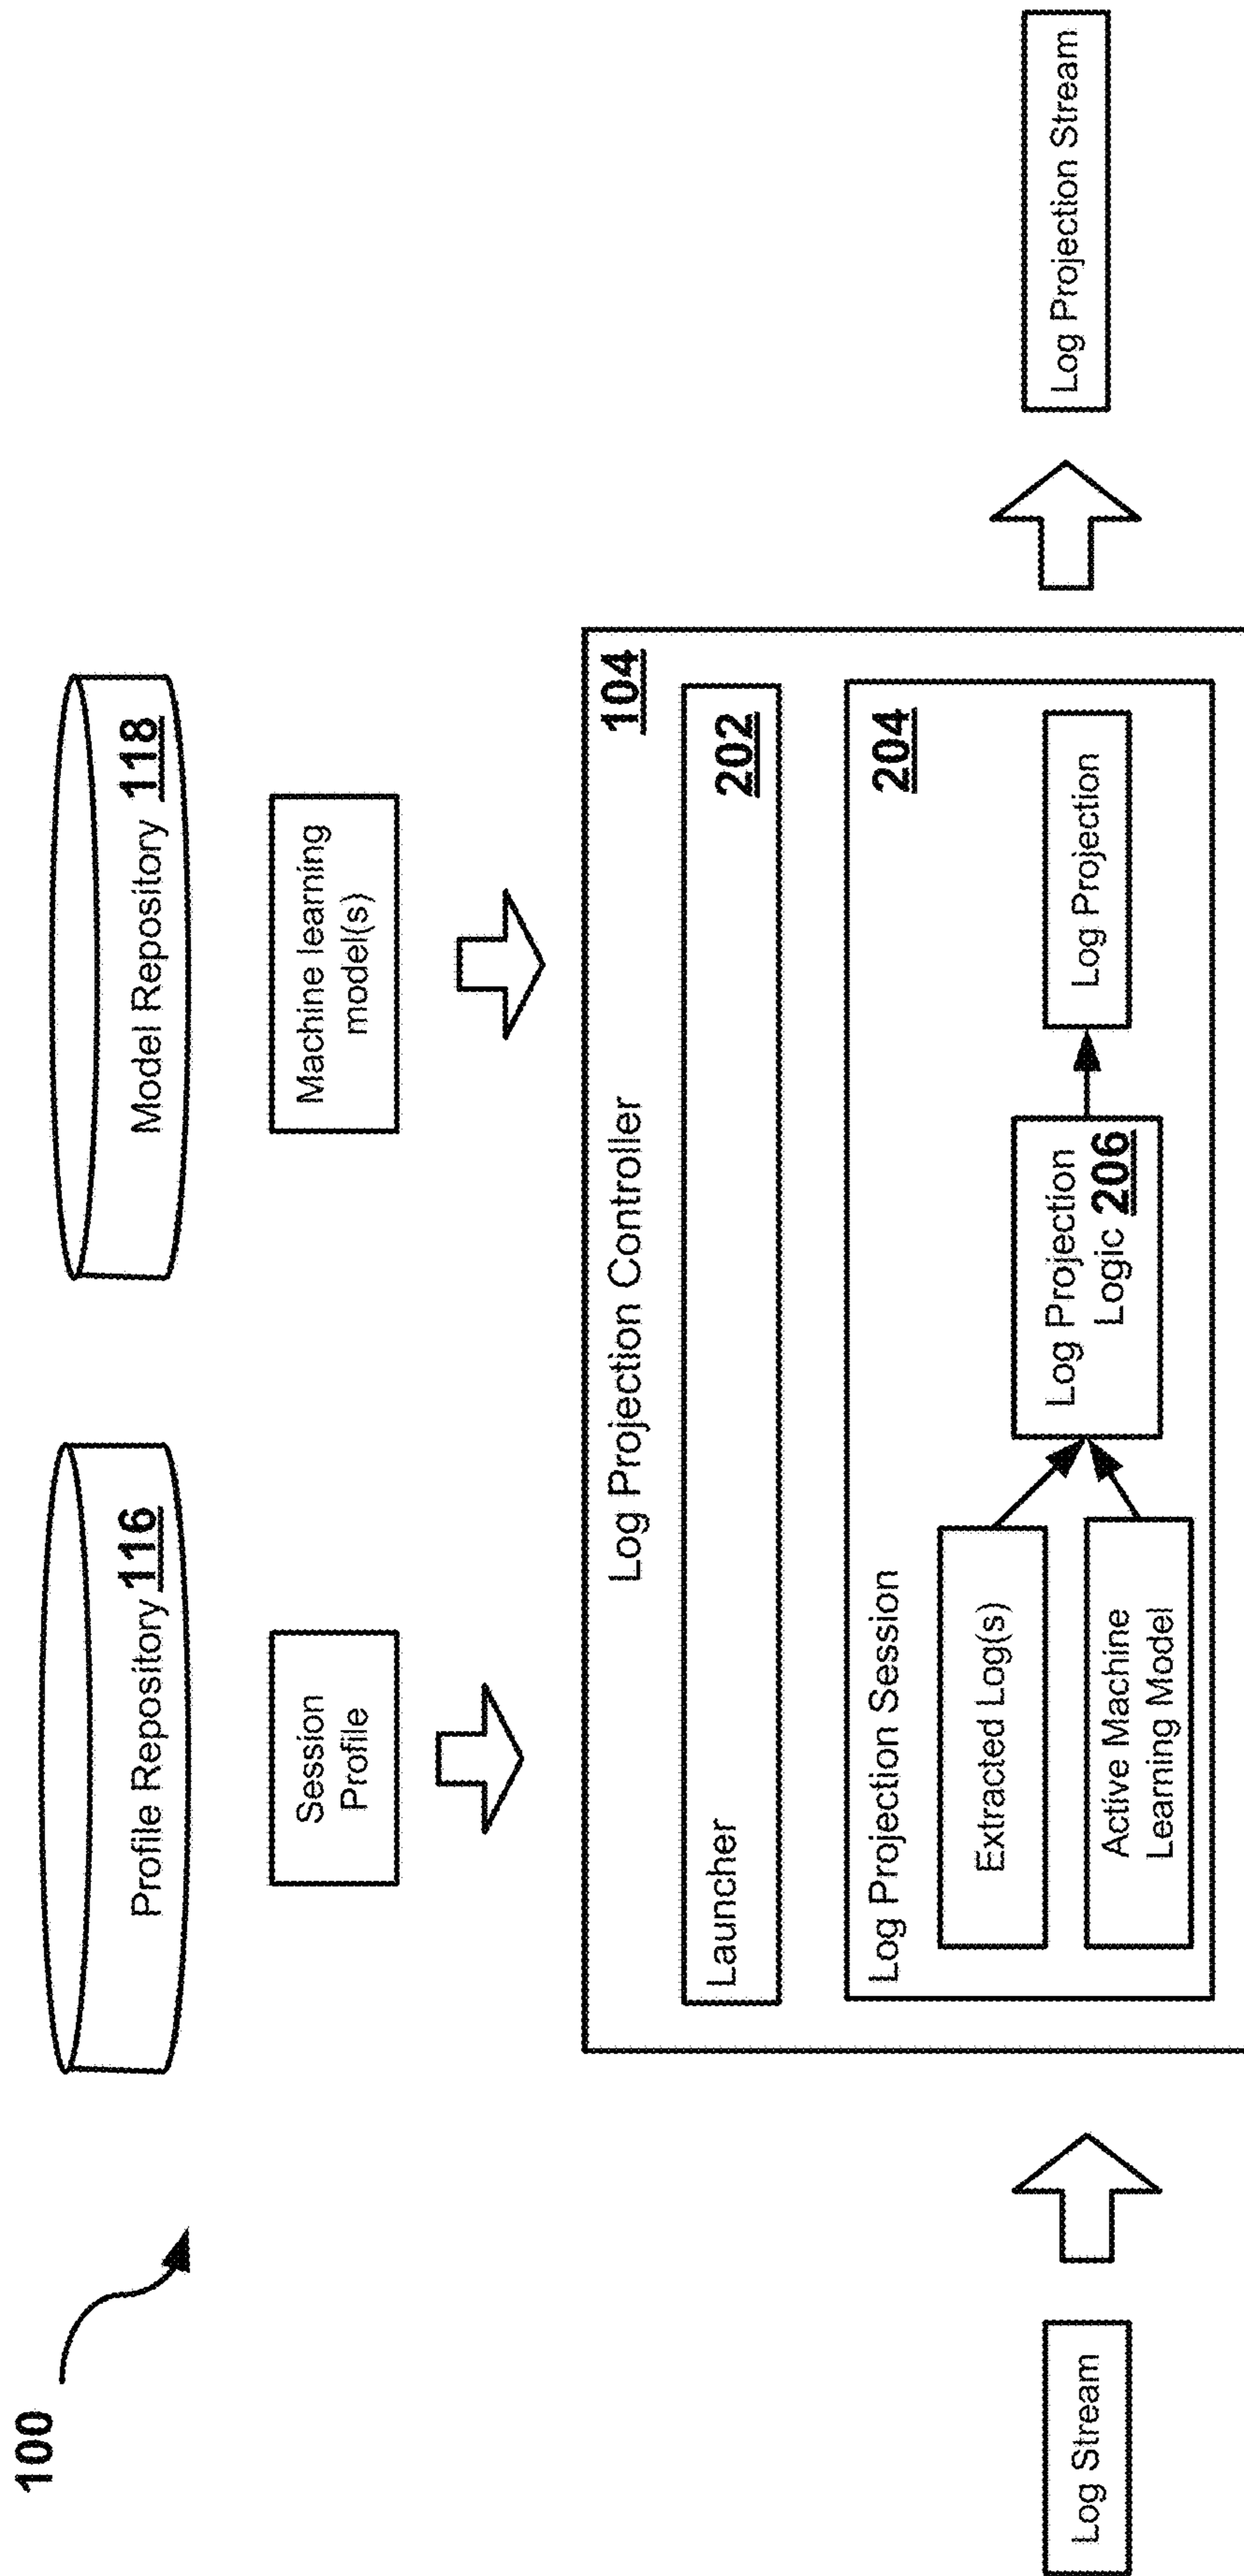 100
Profile Repository 116
Model Repository 118
Session
Profile
Machine learning
model(s)
Log Projection Controller
104
Launcher
202
Log Projection Session
204
Extracted Log(s)
Active Machine
Learning Model
Log Projection
Logic 206
Log Projection
Log Stream
Log Projection Stream